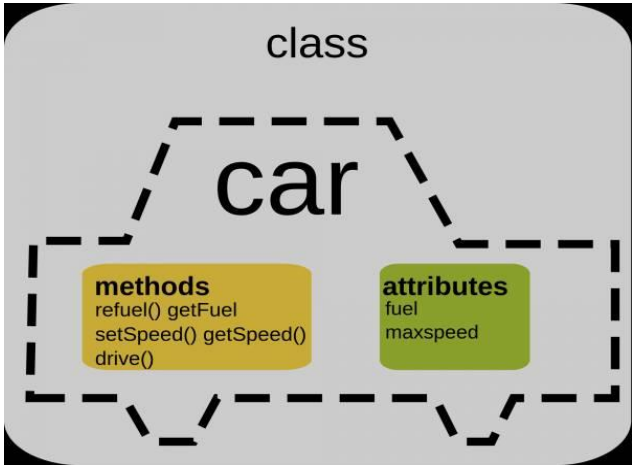 class
car
methods
refuel() getFuel
setSpeed() getSpeed()
drive()
attributes
fuel
maxspeed